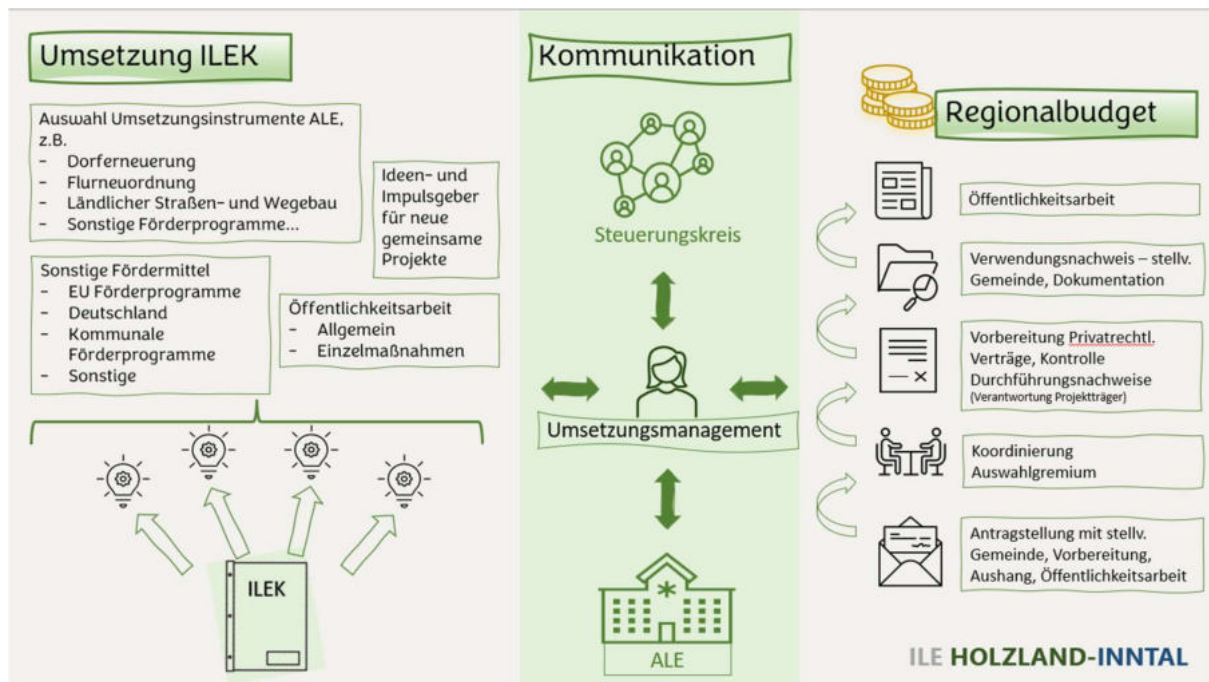 Umsetzung ILEK
Auswahl Umsetzungsinstrumente ALE,
z.B.
- Dorferneuerung
- Flurneuordnung
- Ländlicher Straßen- und Wegebau
- Sonstige Förderprogramme...
Ideen- und
Impulsgeber
für neue
gemeinsame
Projekte
Sonstige Fördermittel
- EU Förderprogramme
- Deutschland
- Kommunale
Förderprogramme
- Sonstige
Öffentlichkeitsarbeit
- Allgemein
- Einzelmaßnahmen
ILEK
Kommunikation
Steuerungskreis
Umsetzungsmanagement
ALE
Regionalbudget
Öffentlichkeitsarbeit
Verwendungsnachweis – stellv.
Gemeinde, Dokumentation
Vorbereitung Privatrechtl.
Verträge, Kontrolle
Durchführungsnachweise
(Verantwortung Projektträger)
Koordinierung
Auswahlgremium
Antragstellung mit stellv.
Gemeinde, Vorbereitung,
Aushang, Öffentlichkeitsarbeit
ILE HOLZLAND-INNTAL